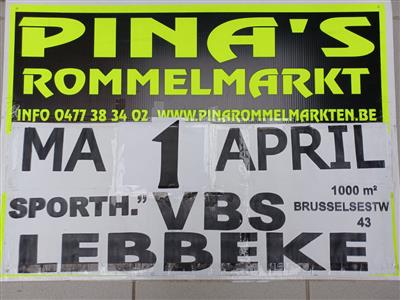 PINA'S
ROMMELMARKT
INFO 0477 38 34 02 WWW.PINAROMMELMARKTEN.BE
MA 1 APRIL
1000 m²
SPORTH." VBS BRUSSELSESTW
43
LEBBEKE